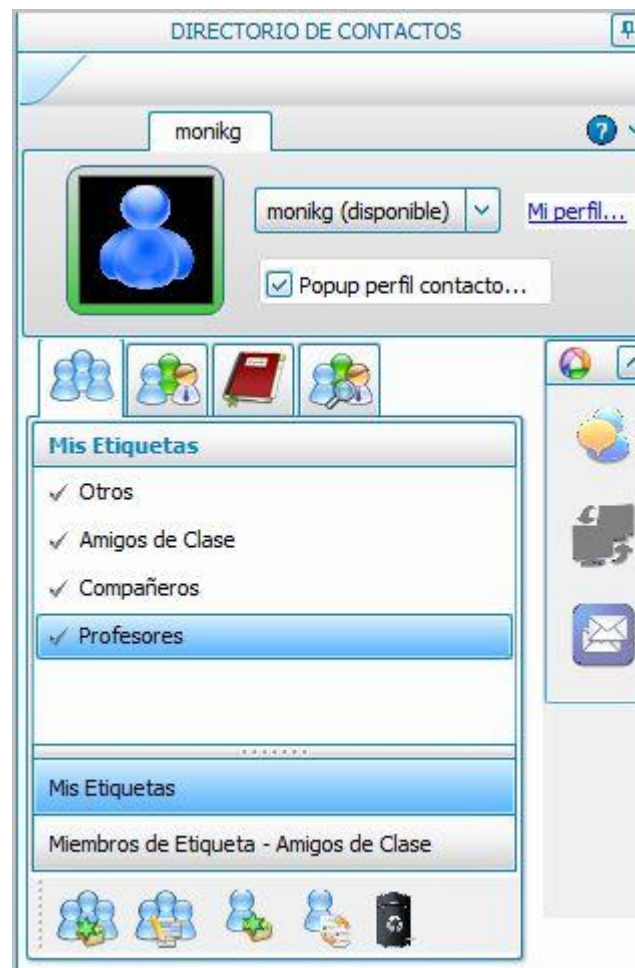 DIRECTORIO DE CONTACTOS
monikg
?
monikg (disponible)
Mi perfil...
Popup perfil contacto...
Mis Etiquetas
Otros
Amigos de Clase
Compañeros
Profesores
Mis Etiquetas
Miembros de Etiqueta - Amigos de Clase